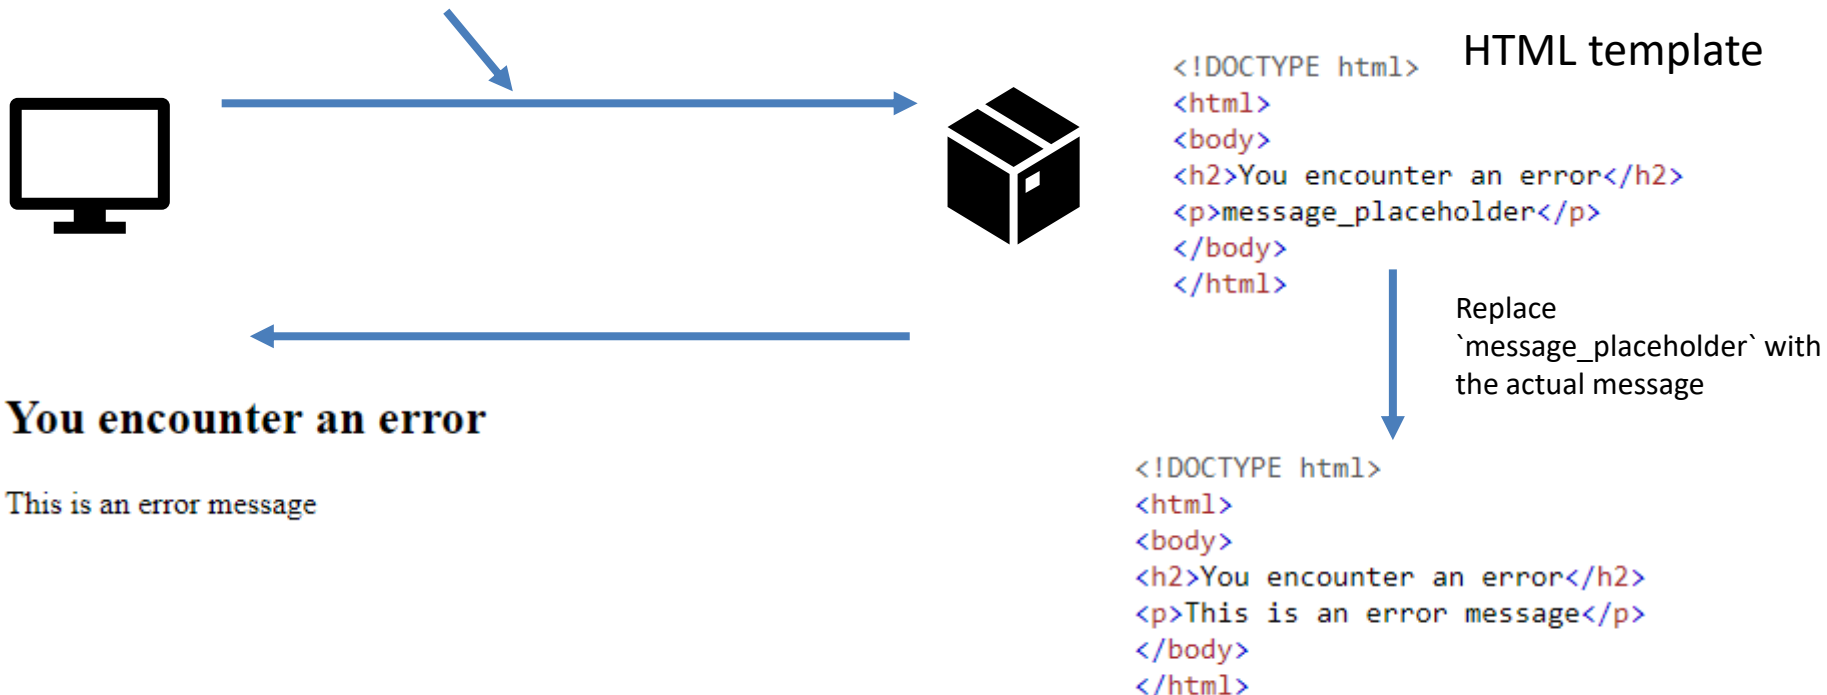 HTML template
<!DOCTYPE html>
<html>
<body>
<h2>You encounter an error</h2>
<p>message_placeholder</p>
</body>
</html>
Replace
`message_placeholder` with
the actual message
You encounter an error
This is an error message
<!DOCTYPE html>
<html>
<body>
<h2>You encounter an error</h2>
<p>This is an error message</p>
</body>
</html>